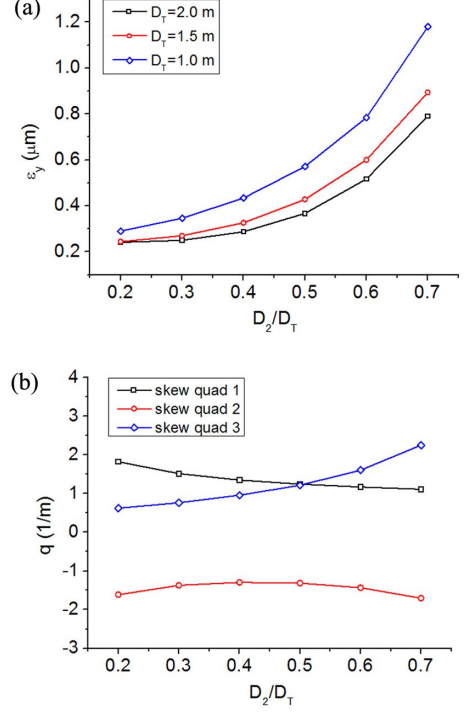 (a)
D_T=2.0 m
D_T=1.5 m
D_T=1.0 m
1.2
1.0
0.8
0.6
0.4
0.2
ε_y (μm)
0.2 0.3 0.4 0.5 0.6 0.7
D_2/D_T
(b)
skew quad 1
skew quad 2
skew quad 3
4
3
2
1
0
-1
-2
-3
q (1/m)
0.2 0.3 0.4 0.5 0.6 0.7
D_2/D_T